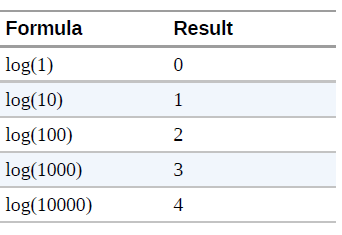 Formula Result
log(1) 0
log(10) 1
log(100) 2
log(1000) 3
log(10000) 4